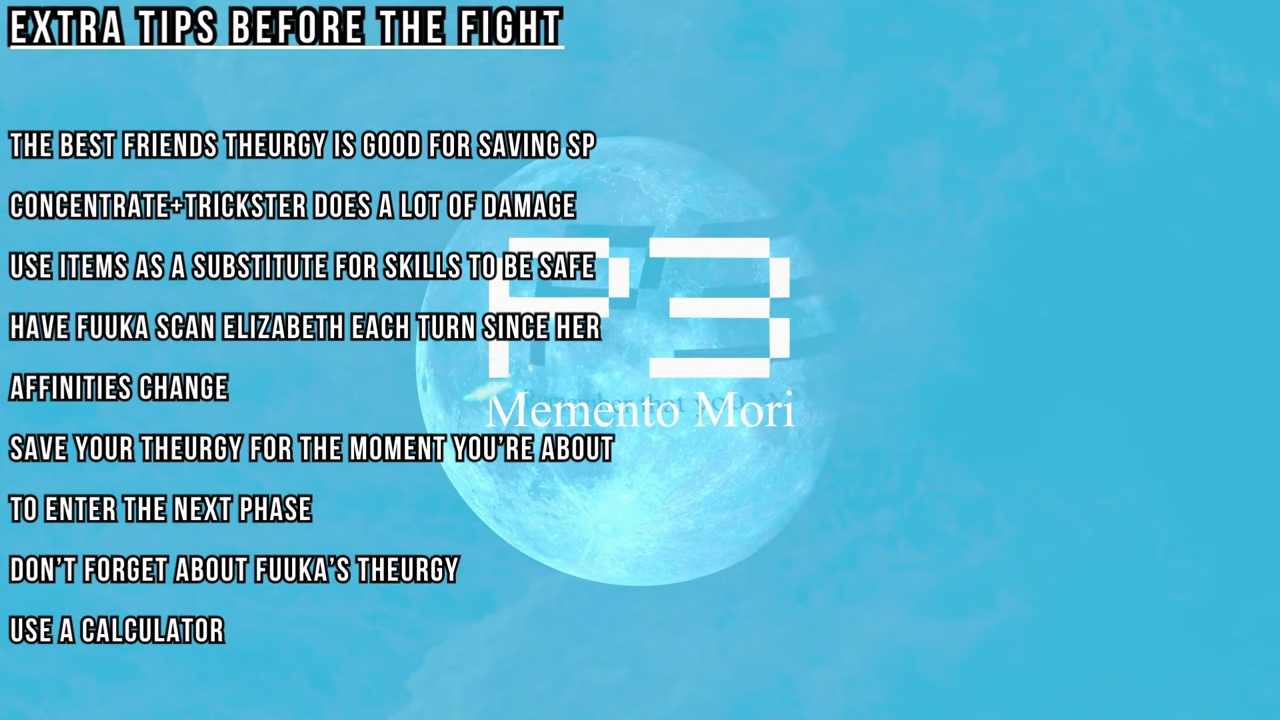 EXTRA TIPS BEFORE THE FIGHT
THE BEST FRIENDS THEURGY IS GOOD FOR SAVING SP
CONCENTRATE+TRICKSTER DOES A LOT OF DAMAGE
USE ITEMS AS A SUBSTITUTE FOR SKILLS TO BE SAFE
HAVE FUUKA SCAN ELIZABETH EACH TURN SINCE HER
AFFINITIES CHANGE
SAVE YOUR THEURGY FOR THE MOMENT YOU'RE ABOUT
TO ENTER THE NEXT PHASE
DON'T FORGET ABOUT FUUKA'S THEURGY
USE A CALCULATOR
P3
Memento Mori